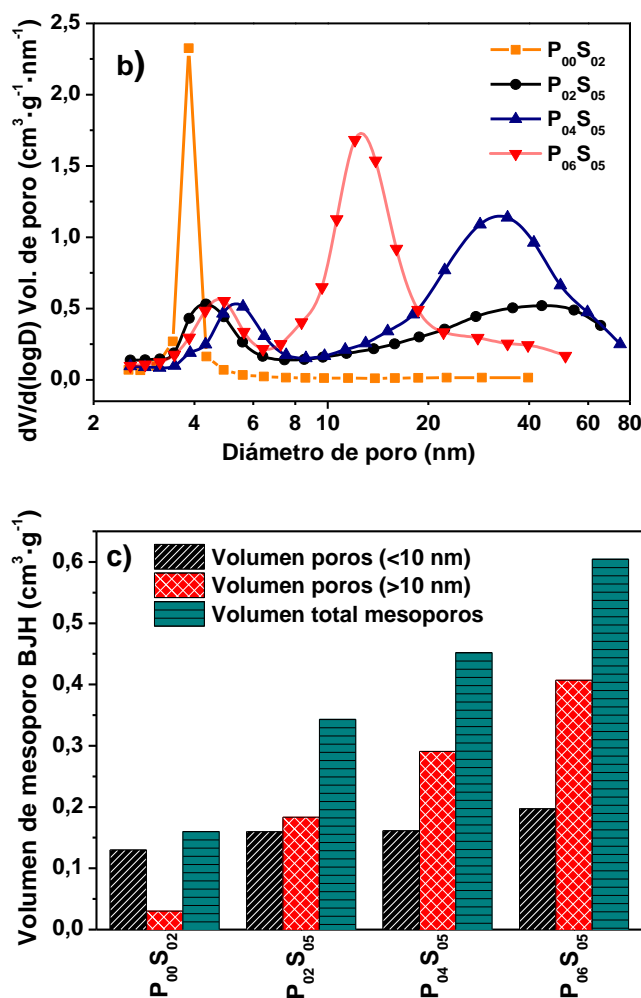 b)
P₀₀S₀₂
P₀₂S₀₅
P₀₄S₀₅
P₀₆S₀₅
dV/d(logD) Vol. de poro (cm³·g⁻¹·nm⁻¹)
2,5
2,0
1,5
1,0
0,5
0,0
2 4 6 8 10 20 40 60 80
Diámetro de poro (nm)
c)
Volumen poros (<10 nm)
Volumen poros (>10 nm)
Volumen total mesoporos
Volumen de mesoporo BJH (cm³·g⁻¹)
0,6
0,5
0,4
0,3
0,2
0,1
0,0
P₀₀S₀₂ P₀₂S₀₅ P₀₄S₀₅ P₀₆S₀₅